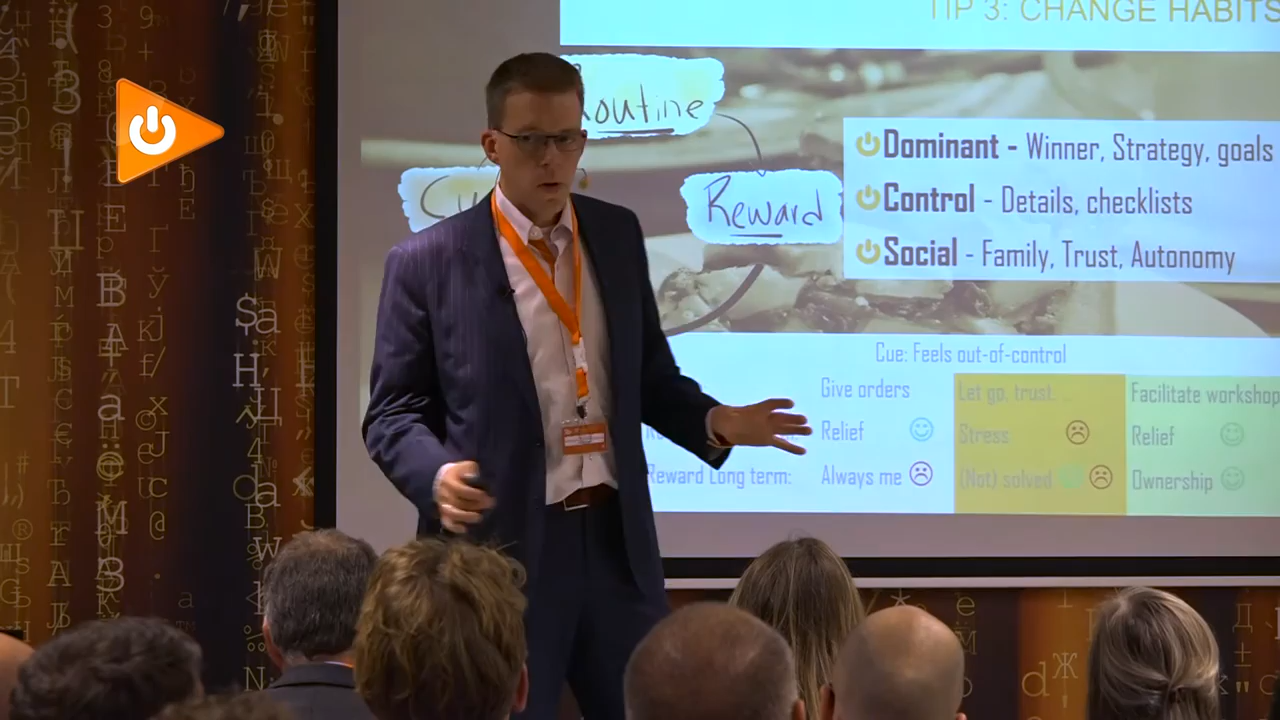 TIP 3: CHANGE HABITS
Routine
Reward
Dominant - Winner, Strategy, goals
Control - Details, checklists
Social - Family, Trust, Autonomy
Cue: Feels out-of-control
Give orders
Let go, trust...
Facilitate workshop
Relief
Stress
Relief
Reward Long term:
Always me
(Not) solved
Ownership